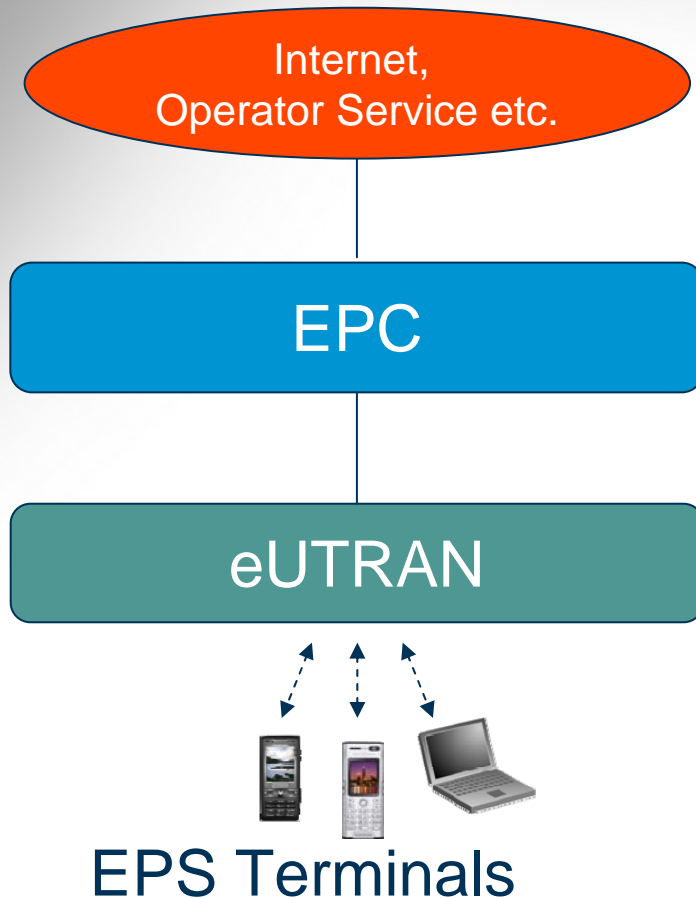 Internet,
Operator Service etc.
EPC
eUTRAN
EPS Terminals